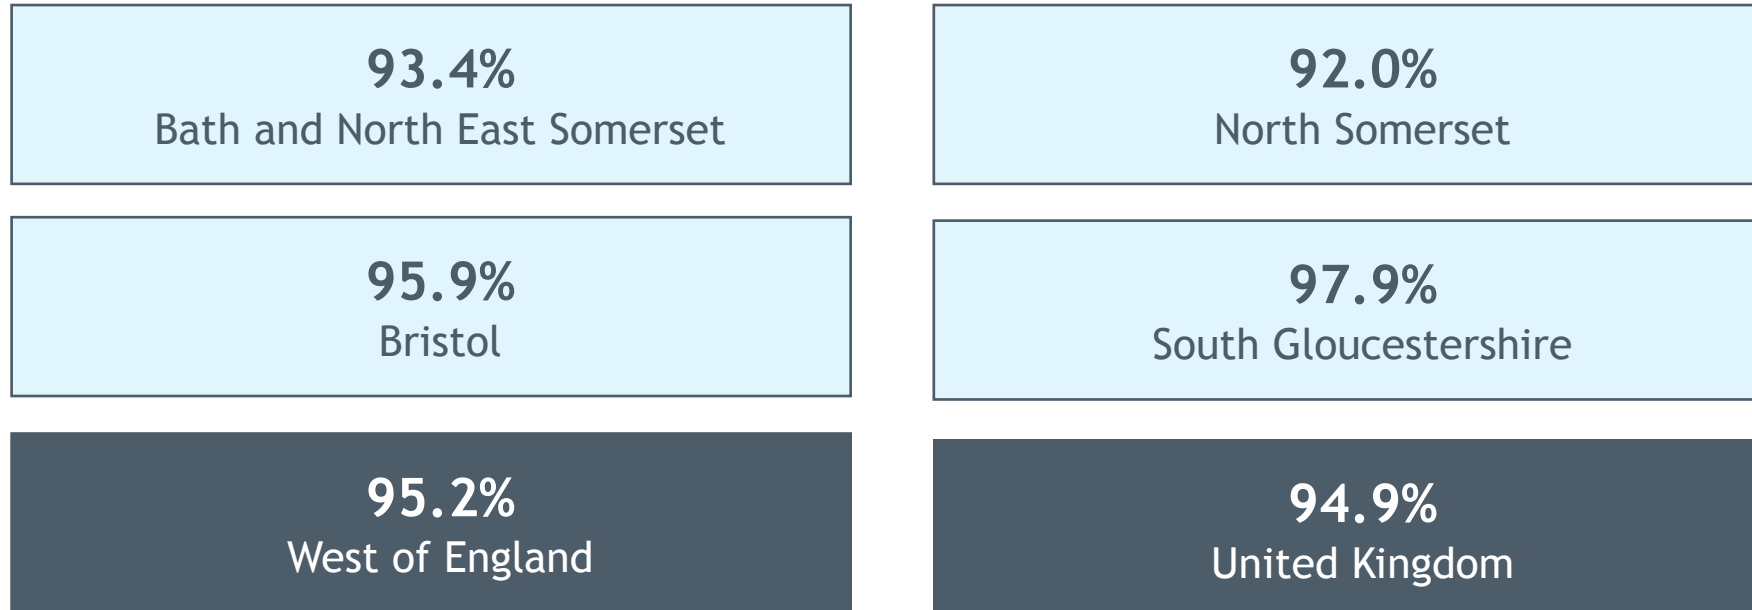 93.4%
Bath and North East Somerset
92.0%
North Somerset
95.9%
Bristol
97.9%
South Gloucestershire
95.2%
West of England
94.9%
United Kingdom